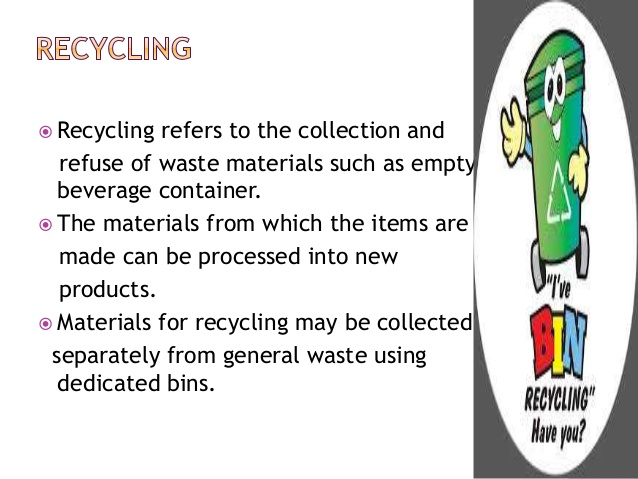 RECYCLING
Recycling refers to the collection and
refuse of waste materials such as empty
beverage container.
The materials from which the items are
made can be processed into new
products.
Materials for recycling may be collected
separately from general waste using
dedicated bins.
"I've
BIN
RECYCLING"
Have you?